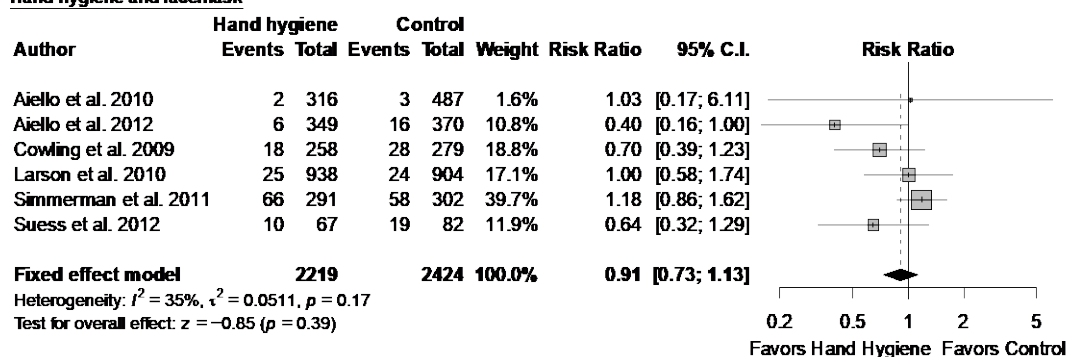 Hand hygiene and facemask
Hand hygiene Control
Author Events Total Events Total Weight Risk Ratio 95% C.I. Risk Ratio
Aiello et al. 2010 2 316 3 487 1.6% 1.03 [0.17; 6.11]
Aiello et al. 2012 6 349 16 370 10.8% 0.40 [0.16; 1.00]
Cowling et al. 2009 18 258 28 279 18.8% 0.70 [0.39; 1.23]
Larson et al. 2010 25 938 24 904 17.1% 1.00 [0.58; 1.74]
Simmerman et al. 2011 66 291 58 302 39.7% 1.18 [0.86; 1.62]
Suess et al. 2012 10 67 19 82 11.9% 0.64 [0.32; 1.29]
Fixed effect model 2219 2424 100.0% 0.91 [0.73; 1.13]
Heterogeneity: I² = 35%, τ² = 0.0511, p = 0.17
Test for overall effect: z = −0.85 (p = 0.39)
0.2 0.5 1 2 5
Favors Hand Hygiene Favors Control